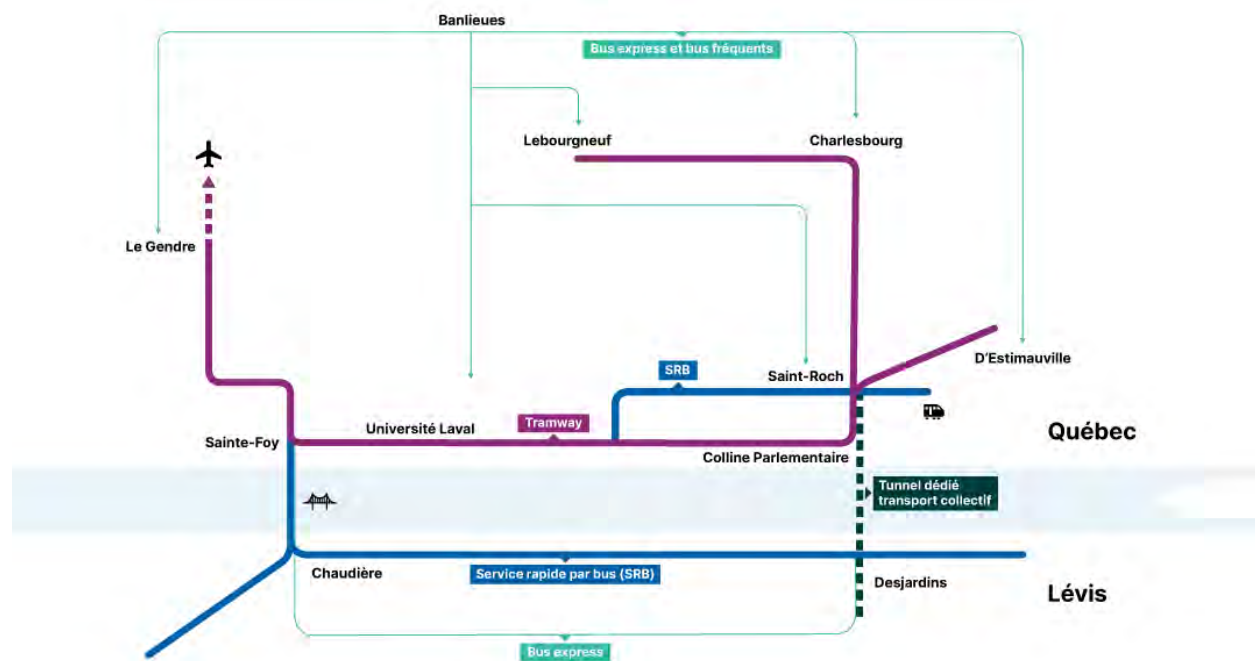 Banlieues
Bus express et bus fréquents
Lebourgneuf
Charlesbourg
Le Gendre
D'Estimauville
SRB
Saint-Roch
Université Laval
Tramway
Sainte-Foy
Colline Parlementaire
Québec
Tunnel dédié
transport collectif
Chaudière
Service rapide par bus (SRB)
Desjardins
Lévis
Bus express